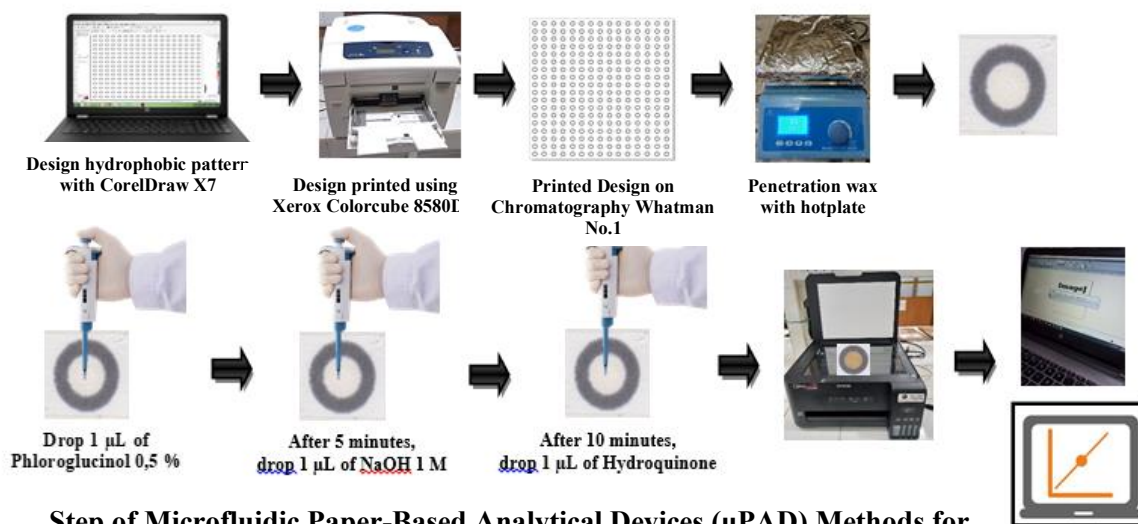 Design hydrophobic pattern
with CorelDraw X7
Design printed using
Xerox Colorcube 8580D
Printed Design on
Chromatography Whatman
No.1
Penetration wax
with hotplate
Drop 1 µL of
Phloroglucinol 0,5 %
After 5 minutes,
drop 1 µL of NaOH 1 M
After 10 minutes,
drop 1 µL of Hydroquinone
ImageJ
Step of Microfluidic Paper-Based Analytical Devices (µPAD) Methods for